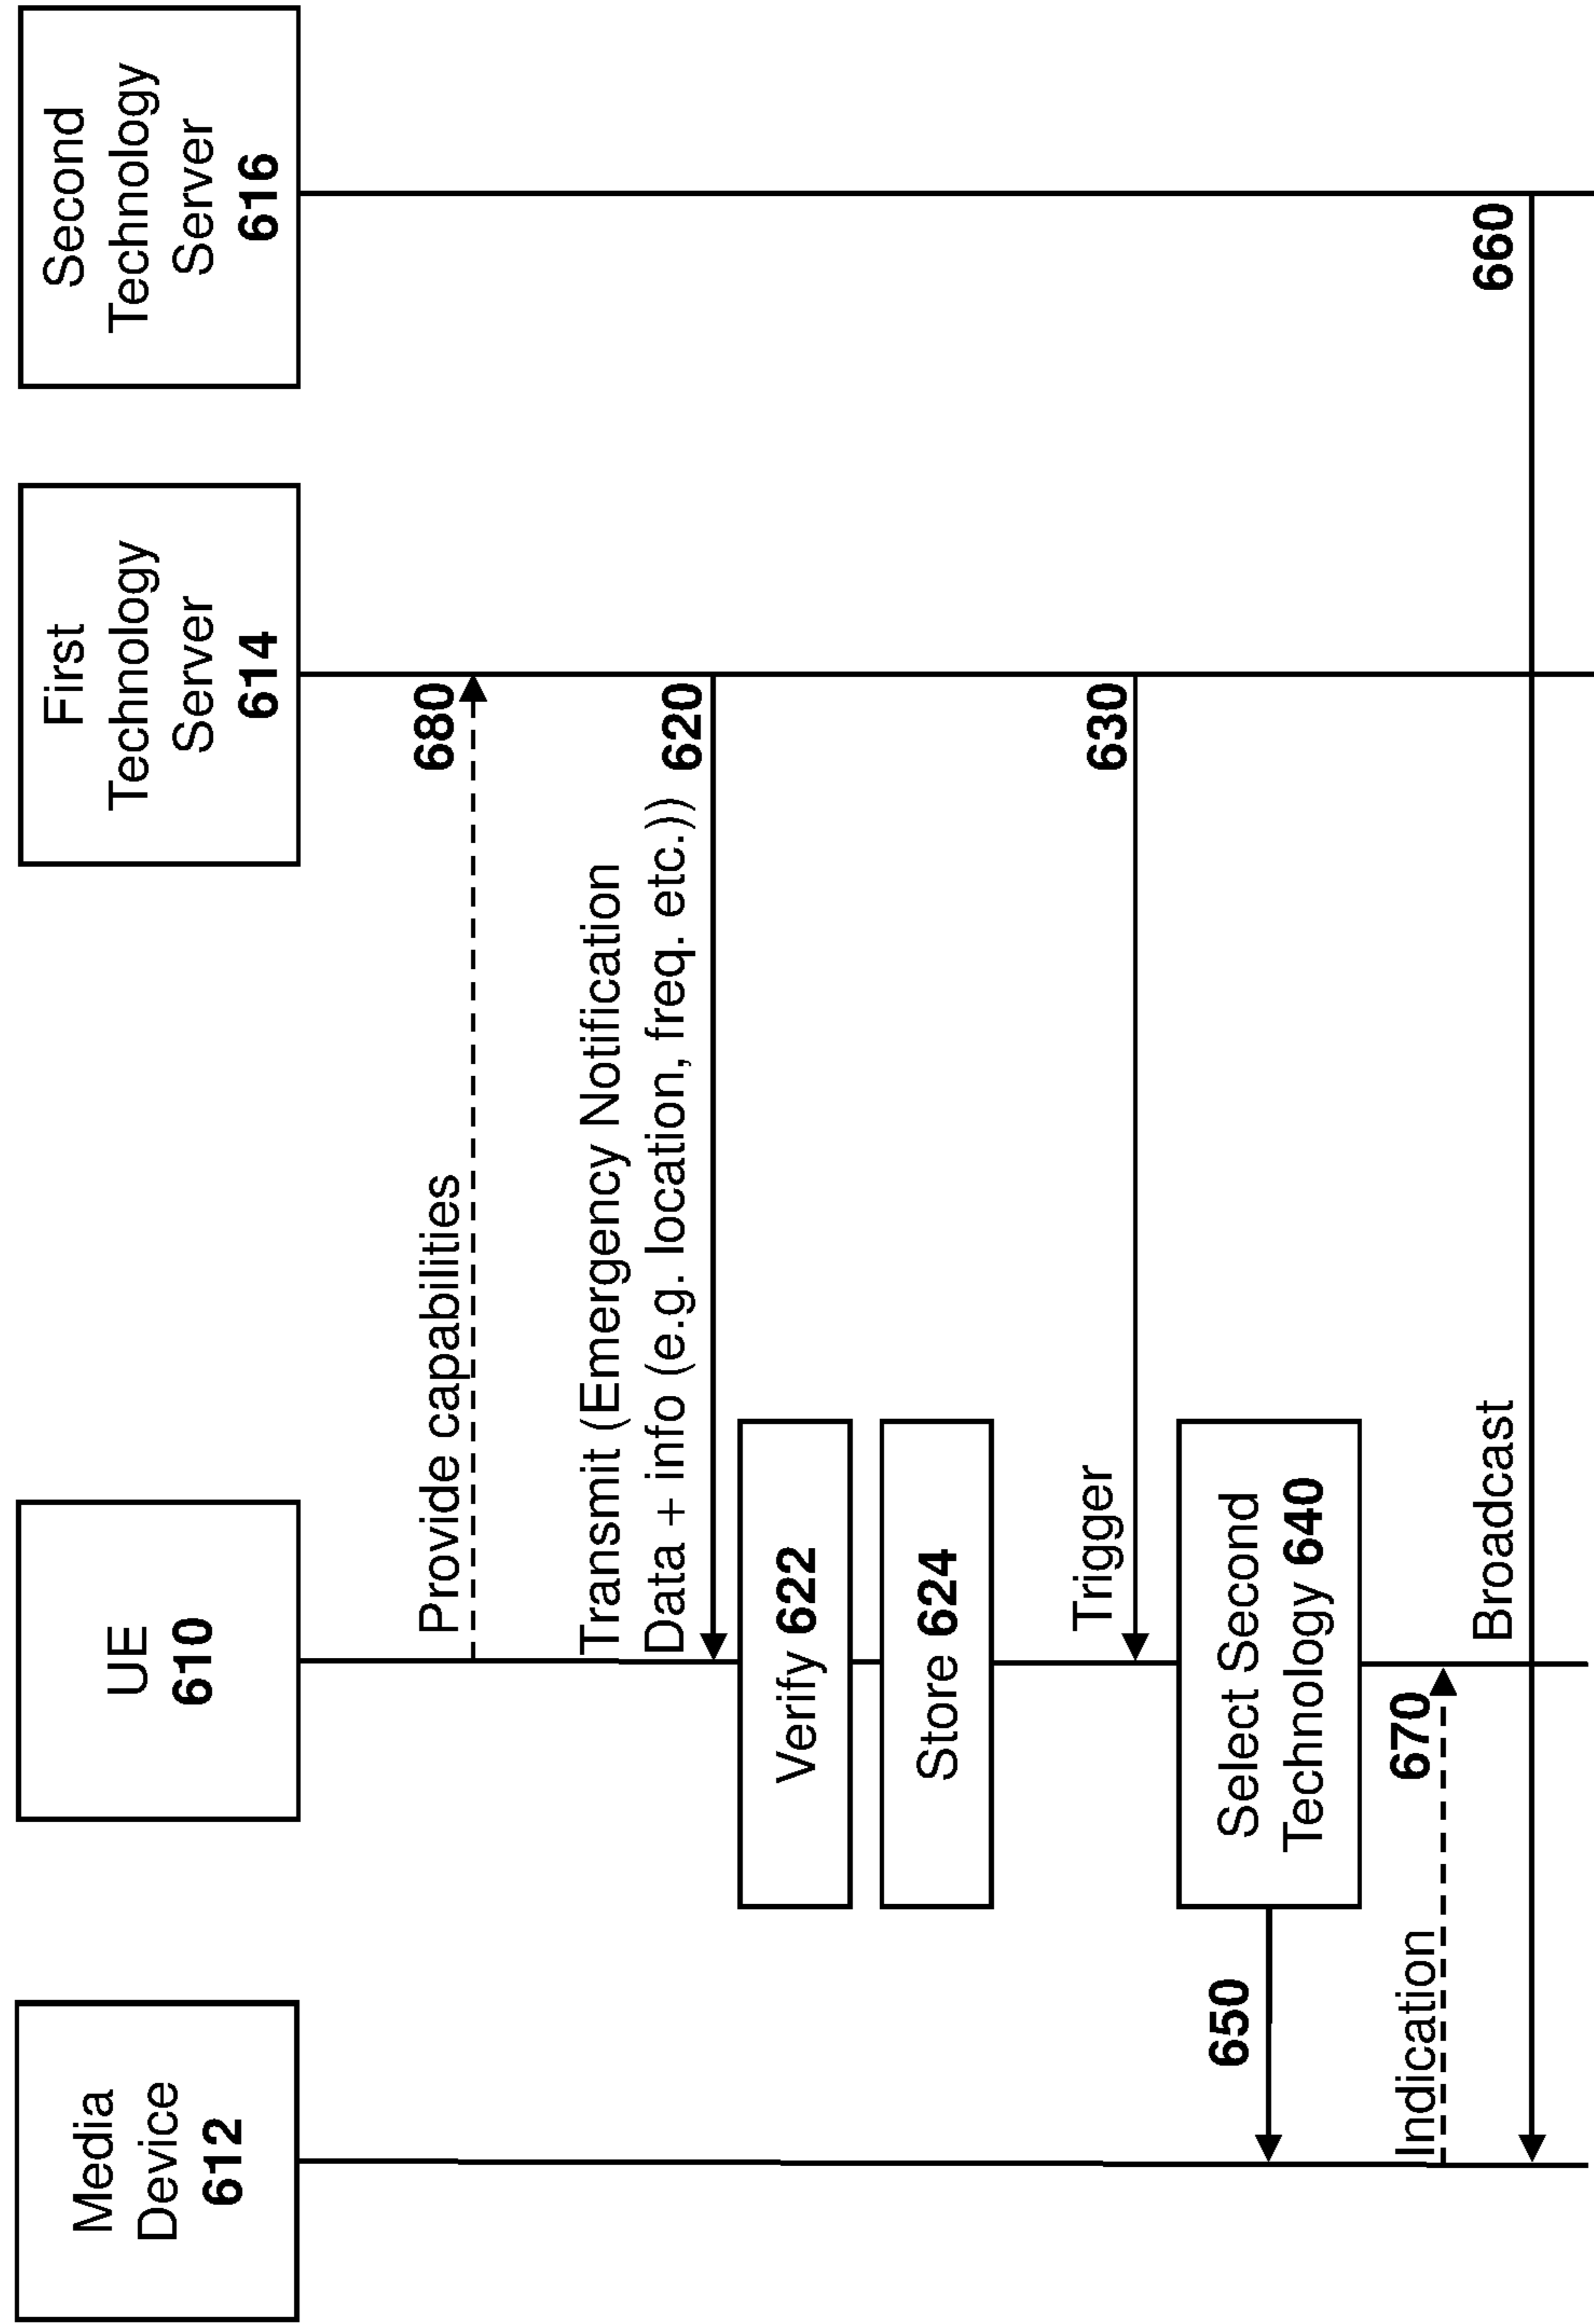 Media
Device
612
UE
610
First
Technology
Server
614
Second
Technology
Server
616
Provide capabilities
680
Transmit (Emergency Notification
Data + info (e.g. location, freq. etc.))
620
Verify 622
Store 624
Trigger
630
Select Second
Technology 640
650
Indication
670
Broadcast
660